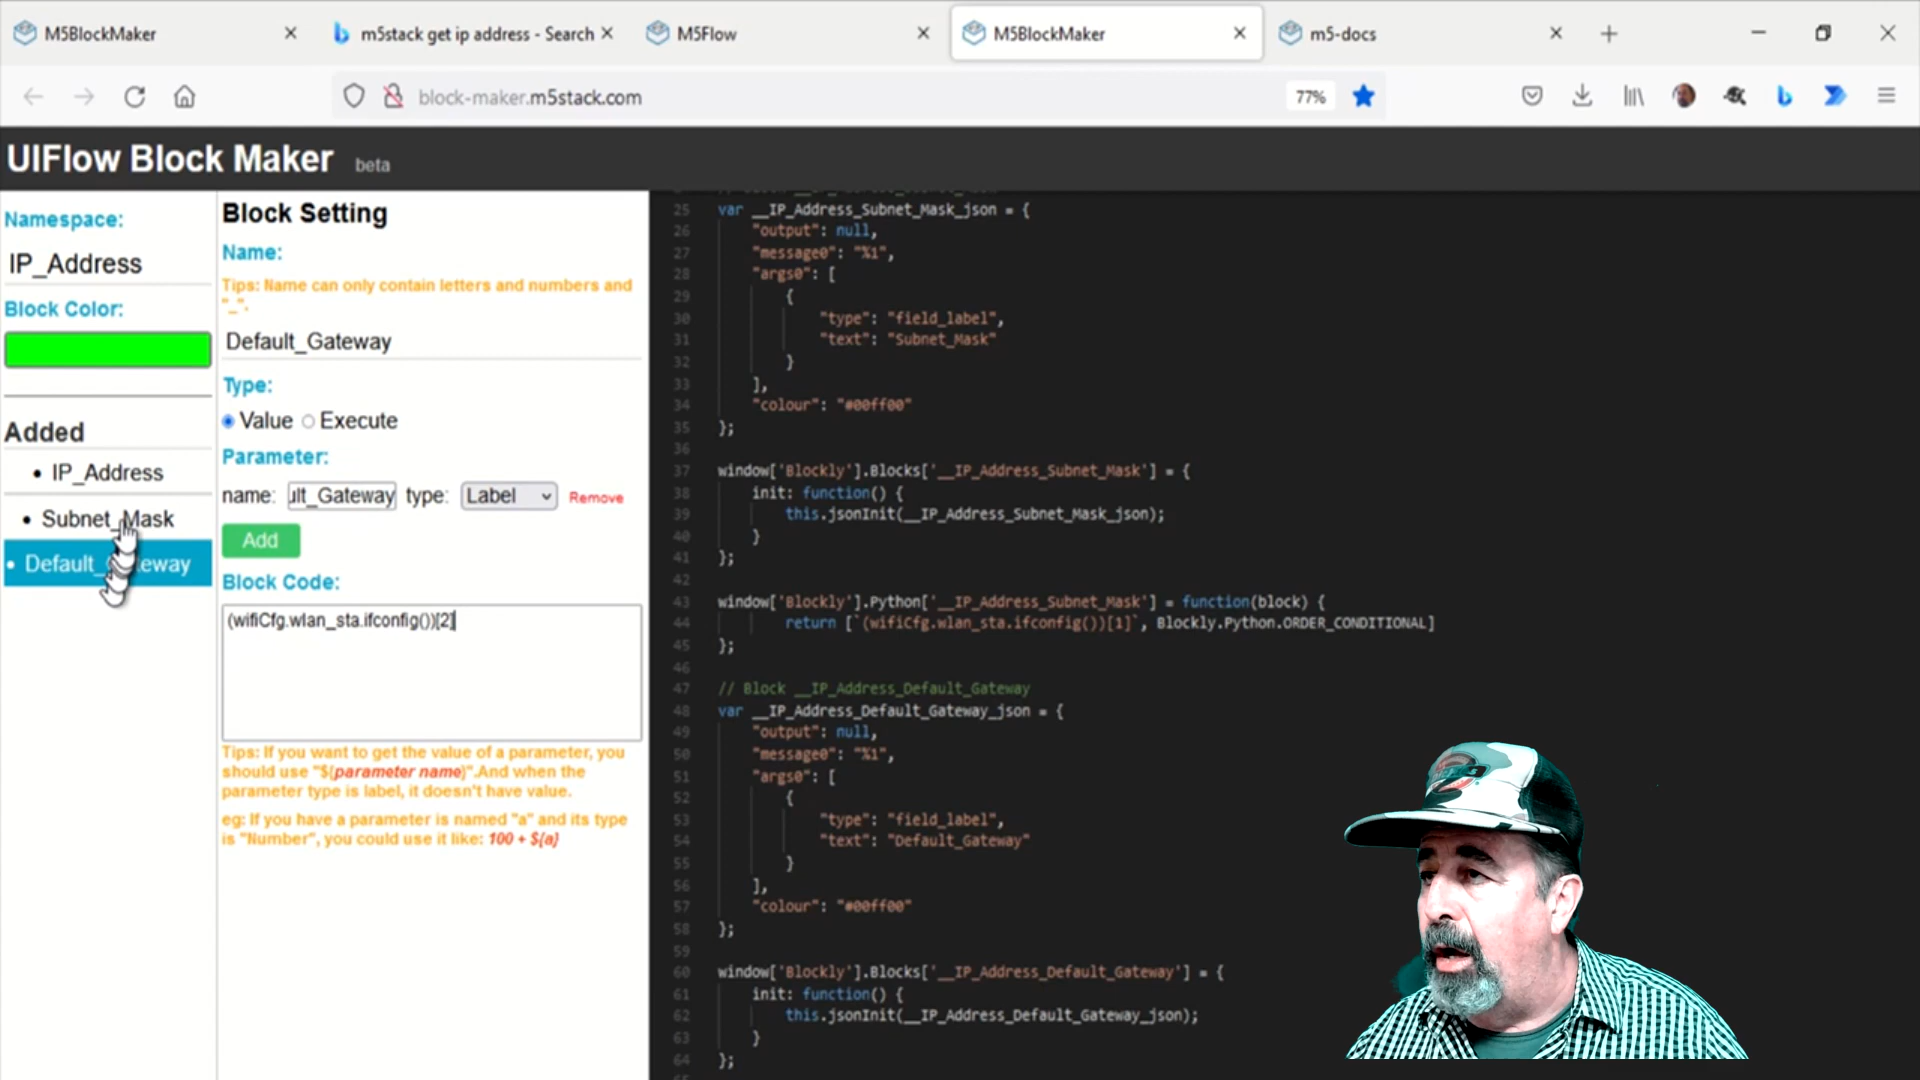 M5BlockMaker
m5stack get ip address - Search
M5Flow
M5BlockMaker
m5-docs
block-maker.m5stack.com
77%
UIFlow Block Maker beta
Namespace:
IP_Address
Block Color:
Added
IP_Address
Subnet_Mask
Default_ eway
Block Setting
Name:
Tips: Name can only contain letters and numbers and
"_".
Default_Gateway
Type:
Value Execute
Parameter:
name: ult_Gateway type: Label Remove
Add
Block Code:
(wifiCfg.wlan_sta.ifconfig())[2]
Tips: If you want to get the value of a parameter, you
should use "${parameter name}".And when the
parameter type is label, it doesn't have value.
eg: If you have a parameter is named "a" and its type
is "Number", you could use it like: 100 + ${a}
25 var __IP_Address_Subnet_Mask_json = {
26 "output": null,
27 "message0": "%1",
28 "args0": [
29 {
30 "type": "field_label",
31 "text": "Subnet_Mask"
32 }
33 ],
34 "colour": "#00ff00"
35 };
36
37 window['Blockly'].Blocks['__IP_Address_Subnet_Mask'] = {
38 init: function() {
39 this.jsonInit(__IP_Address_Subnet_Mask_json);
40 }
41 };
42
43 window['Blockly'].Python['__IP_Address_Subnet_Mask'] = function(block) {
44 return [`(wifiCfg.wlan_sta.ifconfig())[1]`, Blockly.Python.ORDER_CONDITIONAL]
45 };
46
47 // Block __IP_Address_Default_Gateway
48 var __IP_Address_Default_Gateway_json = {
49 "output": null,
50 "message0": "%1",
51 "args0": [
52 {
53 "type": "field_label",
54 "text": "Default_Gateway"
55 }
56 ],
57 "colour": "#00ff00"
58 };
59
60 window['Blockly'].Blocks['__IP_Address_Default_Gateway'] = {
61 init: function() {
62 this.jsonInit(__IP_Address_Default_Gateway_json);
63 }
64 };